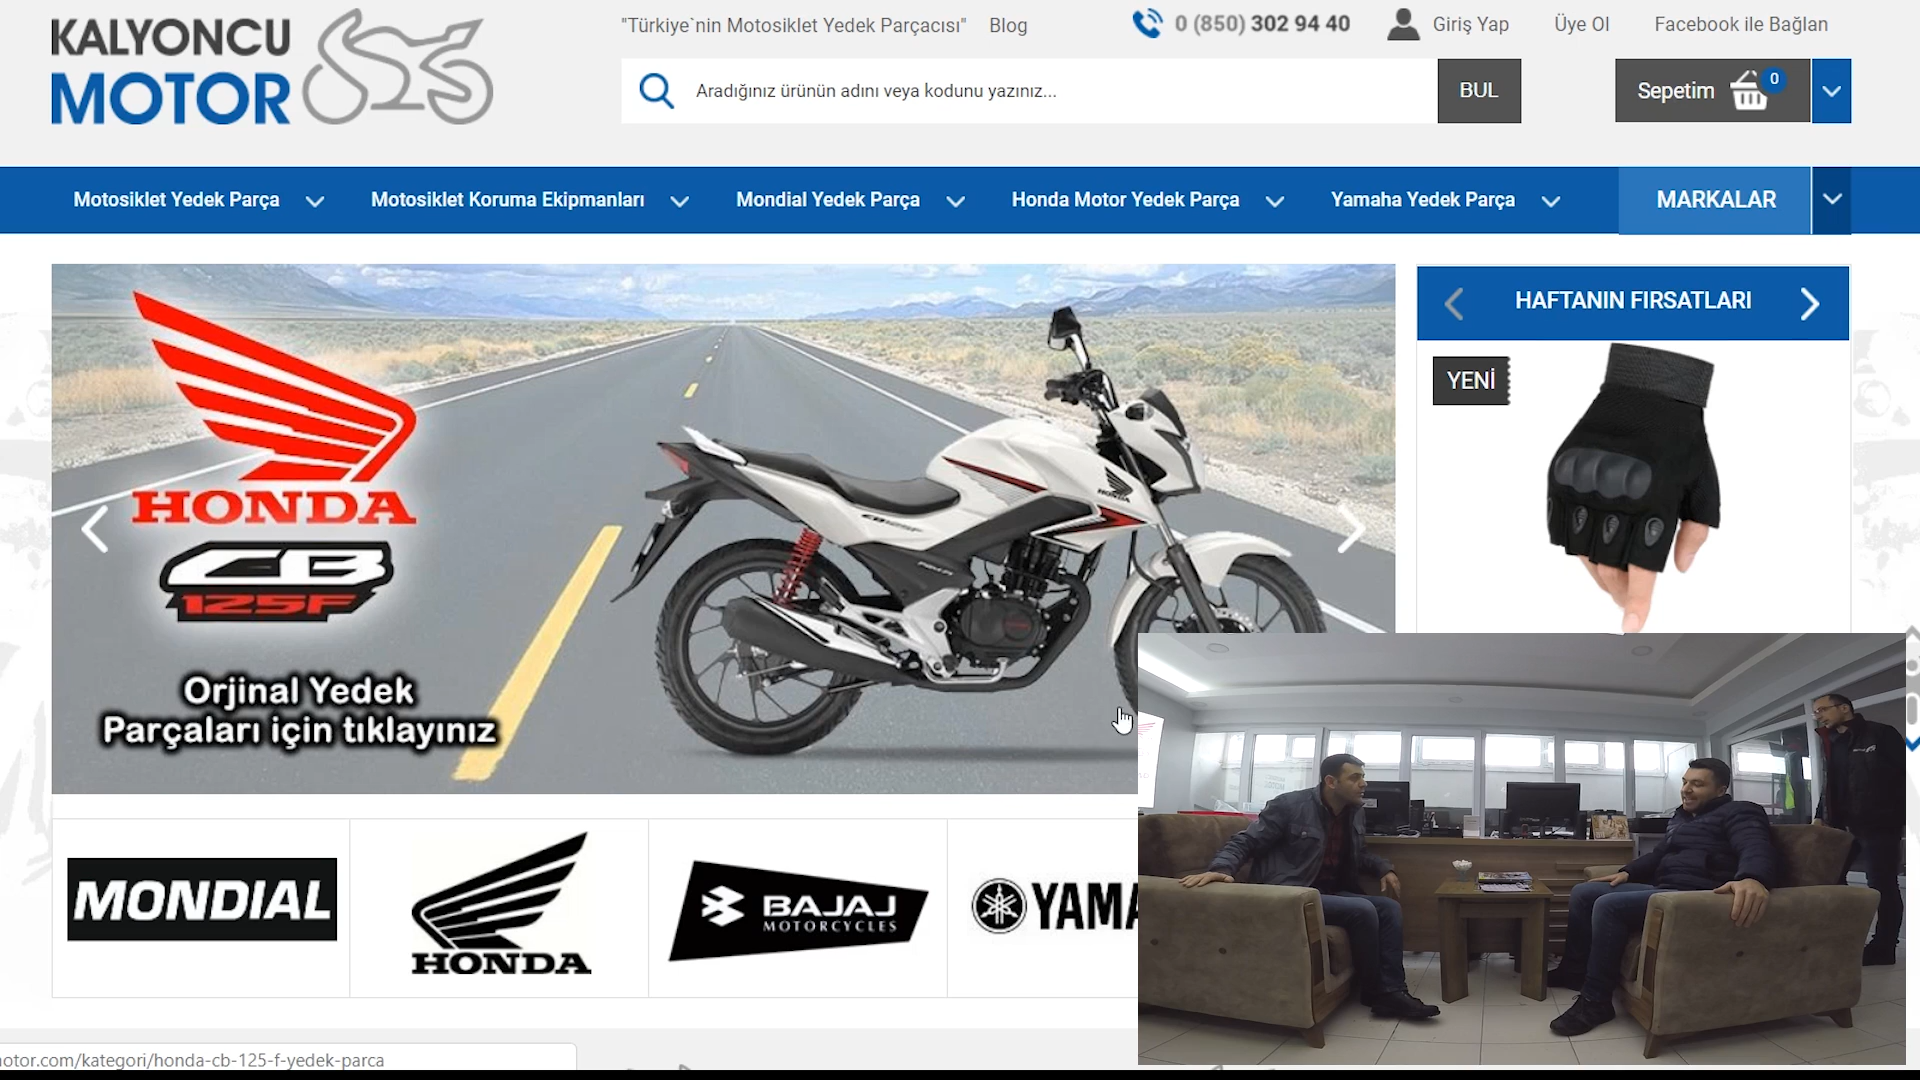 KALYONCU
MOTOR
"Türkiye`nin Motosiklet Yedek Parçacısı"
Blog
0 (850) 302 94 40
Giriş Yap
Üye Ol
Facebook ile Bağlan
Aradığınız ürünün adını veya kodunu yazınız...
BUL
Sepetim
0
Motosiklet Yedek Parça
Motosiklet Koruma Ekipmanları
Mondial Yedek Parça
Honda Motor Yedek Parça
Yamaha Yedek Parça
MARKALAR
HONDA
CB
125F
Orjinal Yedek
Parçaları için tıklayınız
HONDA
CB125F
HAFTANIN FIRSATLARI
YENİ
MONDIAL
HONDA
BAJAJ
MOTORCYCLES
YAMA
otor.com/kategori/honda-cb-125-f-yedek-parca